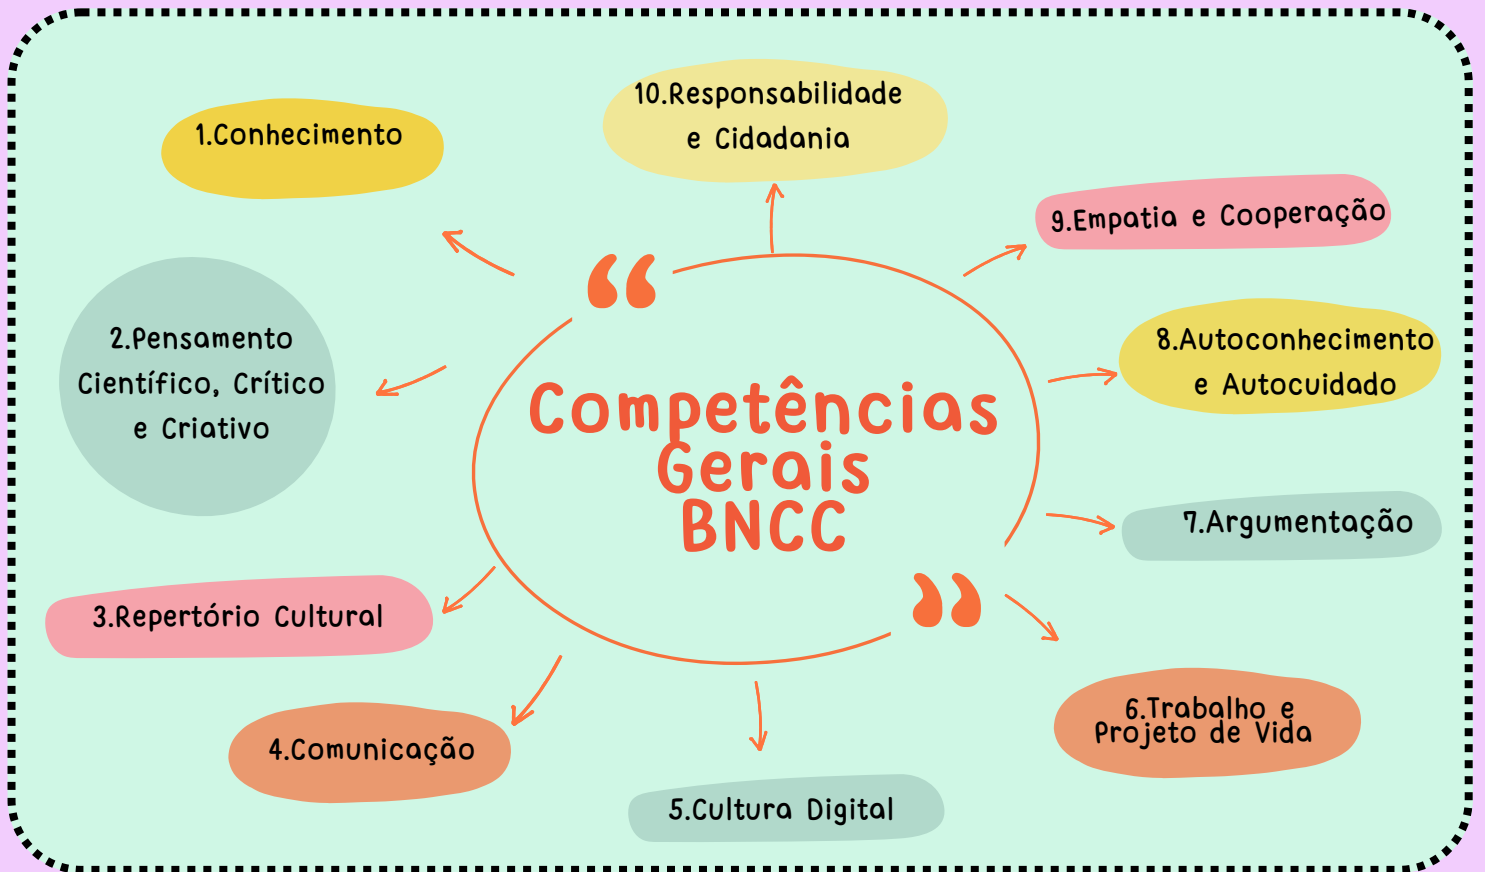 Competências
Gerais
BNCC
1.Conhecimento
2.Pensamento
Científico, Crítico
e Criativo
3.Repertório Cultural
4.Comunicação
5.Cultura Digital
6.Trabalho e
Projeto de Vida
7.Argumentação
8.Autoconhecimento
e Autocuidado
9.Empatia e Cooperação
10.Responsabilidade
e Cidadania